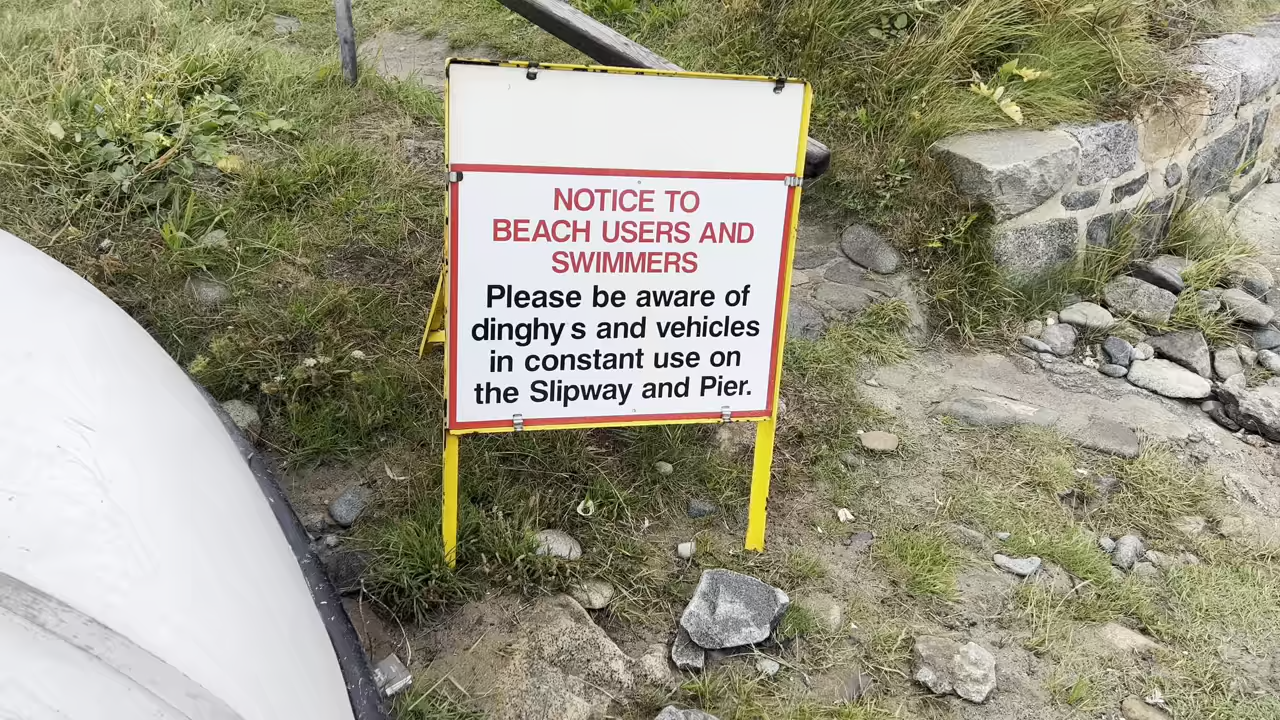 NOTICE TO
BEACH USERS AND
SWIMMERS
Please be aware of
dinghy s and vehicles
in constant use on
the Slipway and Pier.